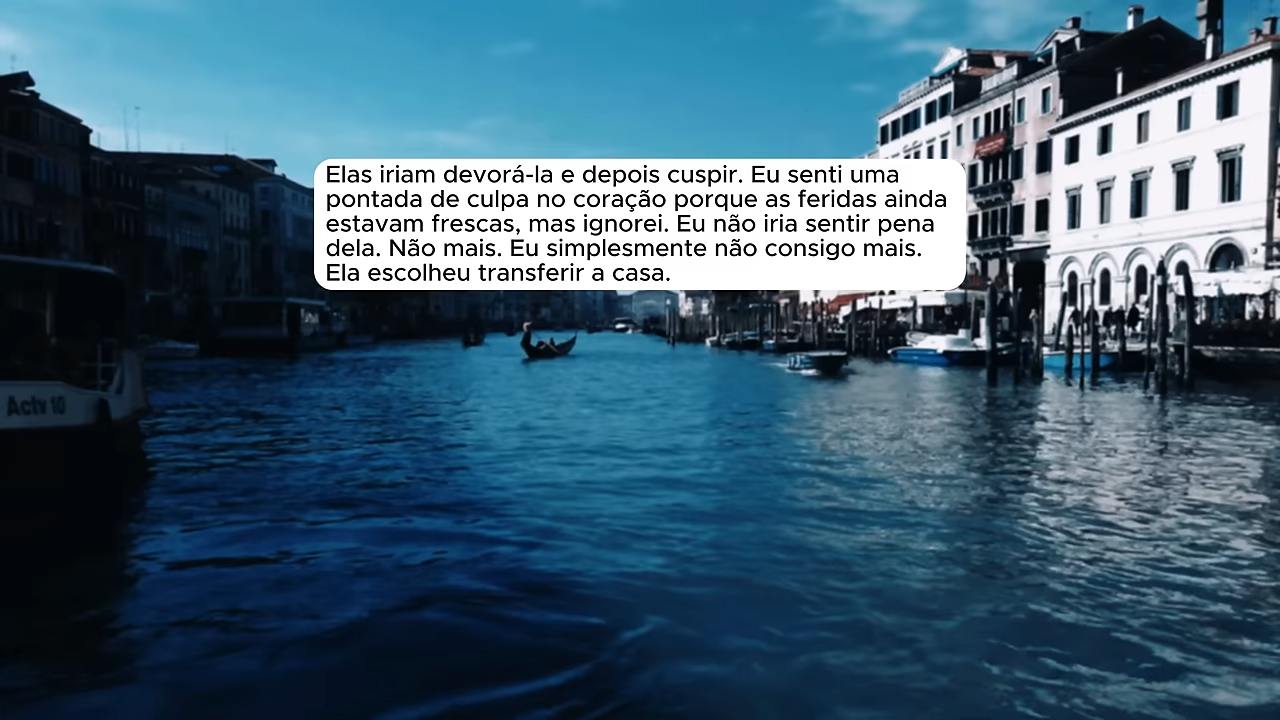 Elas iriam devorá-la e depois cuspir. Eu senti uma
pontada de culpa no coração porque as feridas ainda
estavam frescas, mas ignorei. Eu não iria sentir pena
dela. Não mais. Eu simplesmente não consigo mais.
Ela escolheu transferir a casa.
Actv 10